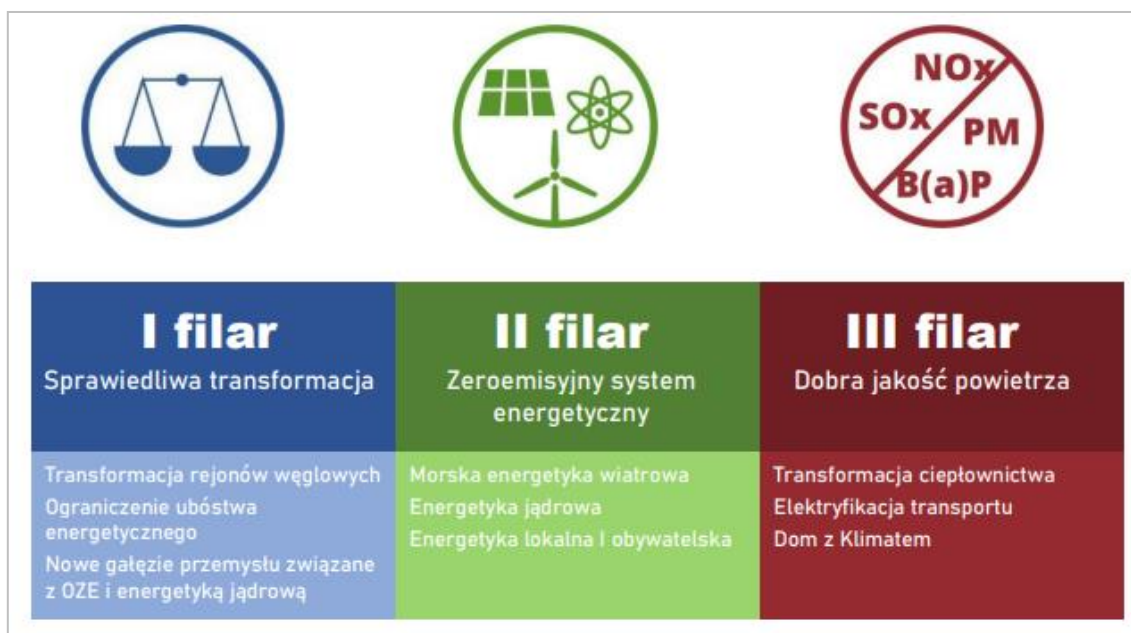 NOx
SOx
PM
B(a)P
I filar
Sprawiedliwa transformacja
Transformacja rejonów węglowych
Ograniczenie ubóstwa
energetycznego
Nowe gałęzie przemysłu związane
z OZE i energetyką jądrową
II filar
Zeroemisyjny system
energetyczny
Morska energetyka wiatrowa
Energetyka jądrowa
Energetyka lokalna I obywatelska
III filar
Dobra jakość powietrza
Transformacja ciepłownictwa
Elektryfikacja transportu
Dom z Klimatem